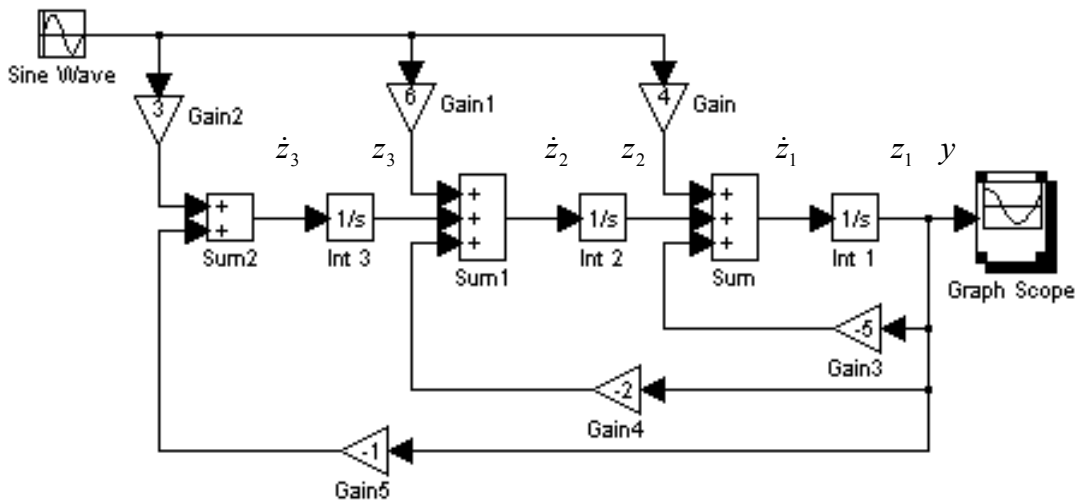 Sine Wave
3
Gain2
6
Gain1
4
Gain
ż₃ z₃ ż₂ z₂ ż₁ z₁ y
+
+
Sum2
1/s
Int 3
+
+
+
Sum1
1/s
Int 2
+
+
+
Sum
1/s
Int 1
Graph Scope
-5
Gain3
-2
Gain4
-1
Gain5